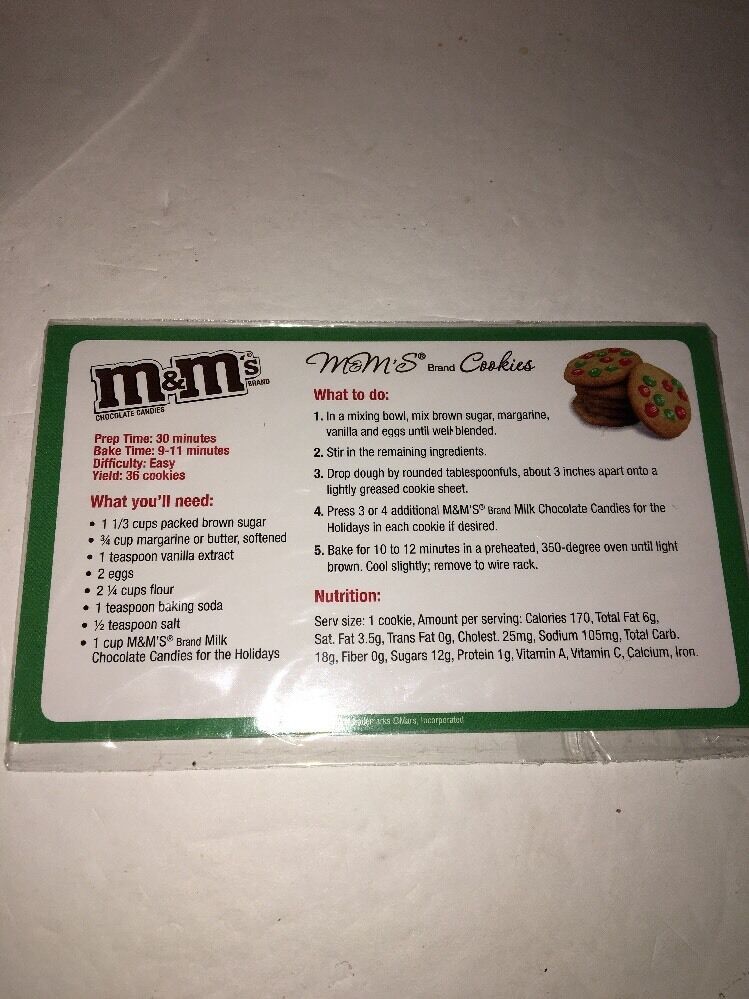 m&m's®
BRAND
CHOCOLATE CANDIES
Prep Time: 30 minutes
Bake Time: 9-11 minutes
Difficulty: Easy
Yield: 36 cookies
What you'll need:
• 1 1/3 cups packed brown sugar
• ¾ cup margarine or butter, softened
• 1 teaspoon vanilla extract
• 2 eggs
• 2 ¼ cups flour
• 1 teaspoon baking soda
• ½ teaspoon salt
• 1 cup M&M'S® Brand Milk
Chocolate Candies for the Holidays
M&M'S® Brand Cookies
What to do:
1. In a mixing bowl, mix brown sugar, margarine,
vanilla and eggs until well blended.
2. Stir in the remaining ingredients.
3. Drop dough by rounded tablespoonfuls, about 3 inches apart onto a
lightly greased cookie sheet.
4. Press 3 or 4 additional M&M'S® Brand Milk Chocolate Candies for the
Holidays in each cookie if desired.
5. Bake for 10 to 12 minutes in a preheated, 350-degree oven until light
brown. Cool slightly; remove to wire rack.
Nutrition:
Serv size: 1 cookie, Amount per serving: Calories 170, Total Fat 6g,
Sat. Fat 3.5g, Trans Fat 0g, Cholest. 25mg, Sodium 105mg, Total Carb.
18g, Fiber 0g, Sugars 12g, Protein 1g, Vitamin A, Vitamin C, Calcium, Iron.
©Mars, Incorporated